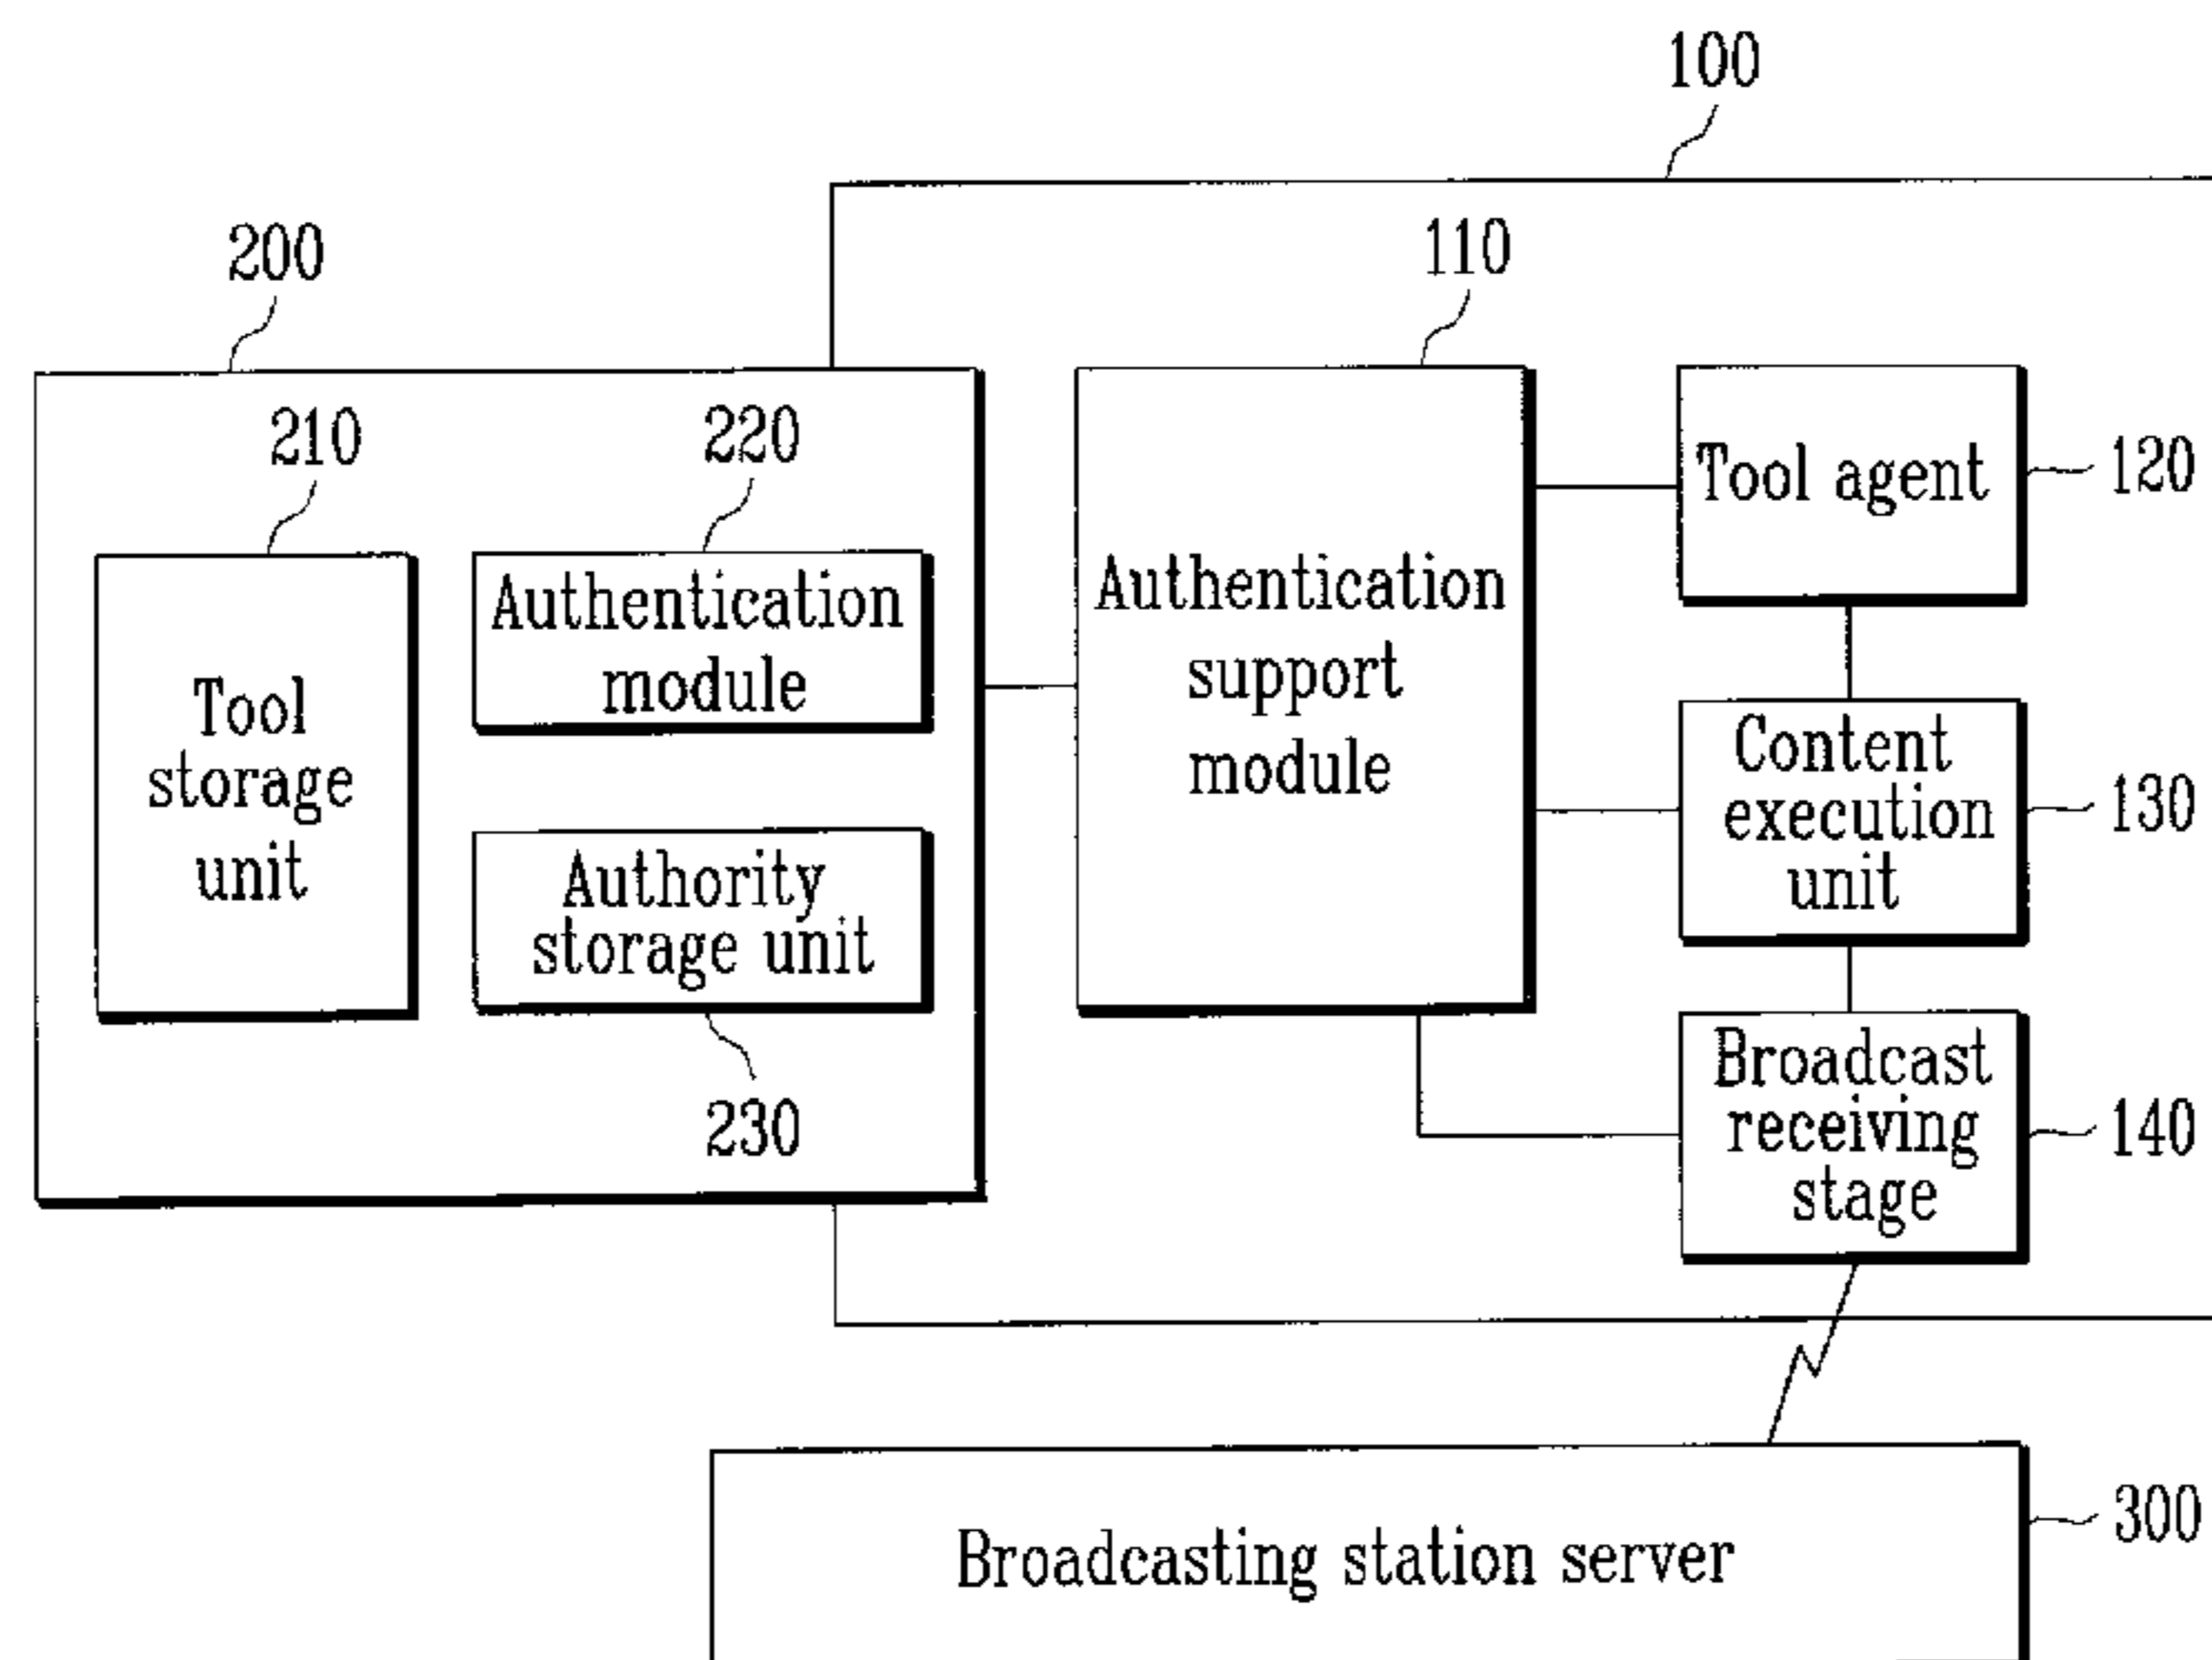 100
200
110
210
220
Tool agent
120
Authentication
module
Tool
storage
unit
Authentication
support
module
Content
execution
unit
130
Authority
storage unit
230
Broadcast
receiving
stage
140
300
Broadcasting station server